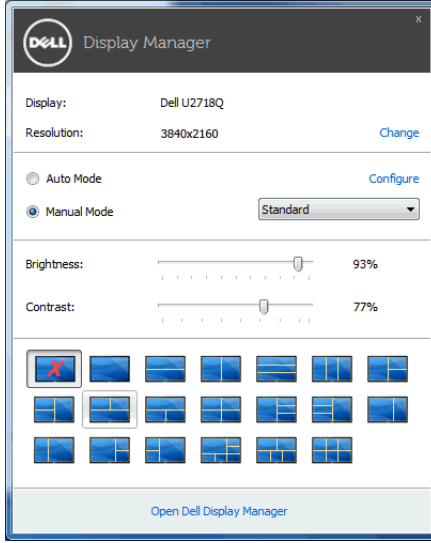 x
DELL Display Manager
Display: Dell U2718Q
Resolution: 3840x2160 Change
Auto Mode Configure
Manual Mode Standard
Brightness: 93%
Contrast: 77%
Open Dell Display Manager